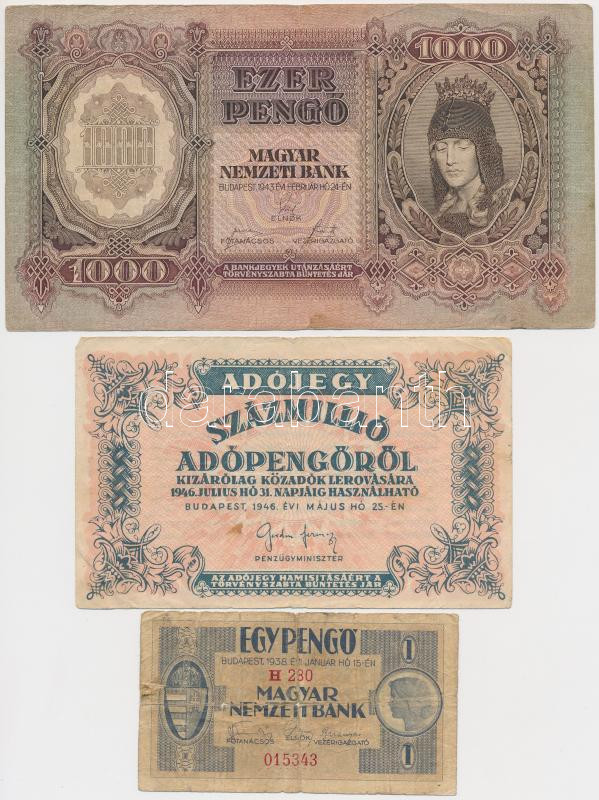 1000
EZER
PENGŐ
MAGYAR
NEMZETI BANK
BUDAPEST, 1943. ÉVI FEBRUÁR HÓ 24-ÉN
ELNÖK
FŐTANÁCSOS VEZÉRIGAZGATÓ
1000
1000
A BANKJEGYEK UTÁNZÁSÁÉRT
TÖRVÉNYSZABTA BÜNTETÉS JÁR
ADÓJEGY
SZÁZMILLIÓ
ADÓPENGŐRŐL
KIZÁRÓLAG KÖZADÓK LEROVÁSÁRA
1946. JULIUS HÓ 31. NAPJÁIG HASZNÁLHATÓ
BUDAPEST, 1946. ÉVI MÁJUS HÓ 25-ÉN
PÉNZÜGYMINISZTER
AZ ADÓJEGY HAMISÍTÁSÁÉRT A
TÖRVÉNYSZABTA BÜNTETÉS JÁR
darabanth
EGY PENGŐ
BUDAPEST, 1938. ÉVI JANUÁR HÓ 15-ÉN
H 230
MAGYAR
NEMZETI BANK
FŐTANÁCSOS ELNÖK VEZÉRIGAZGATÓ
015343
1
1